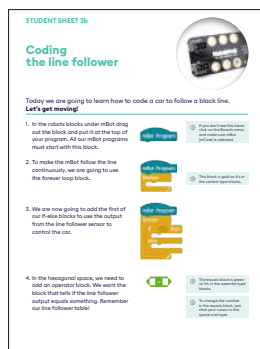 STUDENT SHEET 3b
Coding
the line follower
Today we are going to learn how to code a car to follow a black line.
Let's get moving!
1. In the robots blocks under mBot drag
out the block and put it at the top of
your program. All our mBot programs
must start with this block.
mBot Program
If you don't see this block
click on the Boards menu
and make sure mBot
(mCore) is selected.
2. To make the mBot follow the line
continuously, we are going to use
the forever loop block.
mBot Program
This block is gold so it's in
the control type blocks.
3. We are now going to add the first of
our if-else blocks to use the output
from the line follower sensor to
control the car.
mBot Program
4. In the hexagonal space, we need to
add an operator block. We want the
block that tells if the line follower
output equals something. Remember
our line follower table!
=
The equals block is green
so it's in the operator type
blocks.
To change the number
in the equals block, just
click your cursor in this
space and type.